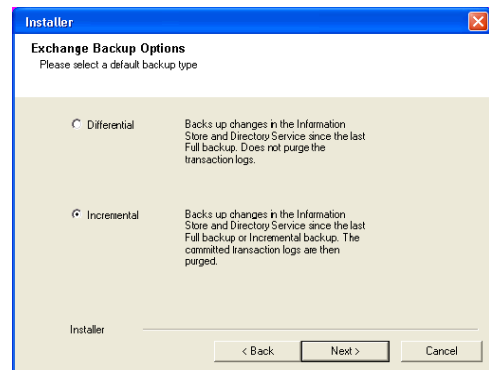 Installer
Exchange Backup Options
Please select a default backup type
Differential
Backs up changes in the Information
Store and Directory Service since the last
Full backup. Does not purge the
transaction logs.
Incremental
Backs up changes in the Information
Store and Directory Service since the last
Full backup or Incremental backup. The
committed transaction logs are then
purged.
Installer
< Back
Next >
Cancel